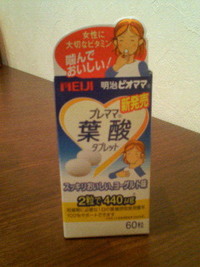 女性に
大切なビタミン
噛んで
おいしい!
MEIJI
明治ビオママ
新発売
プレママの
葉酸
タブレット
スッキリおいしい、ヨーグルト味
2粒で440μg
60粒